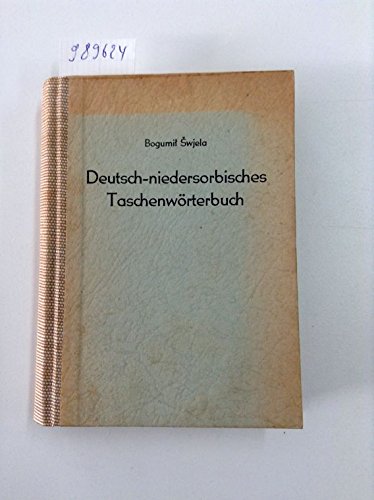 989624
Bogumił Šwjela
Deutsch-niedersorbisches
Taschenwörterbuch